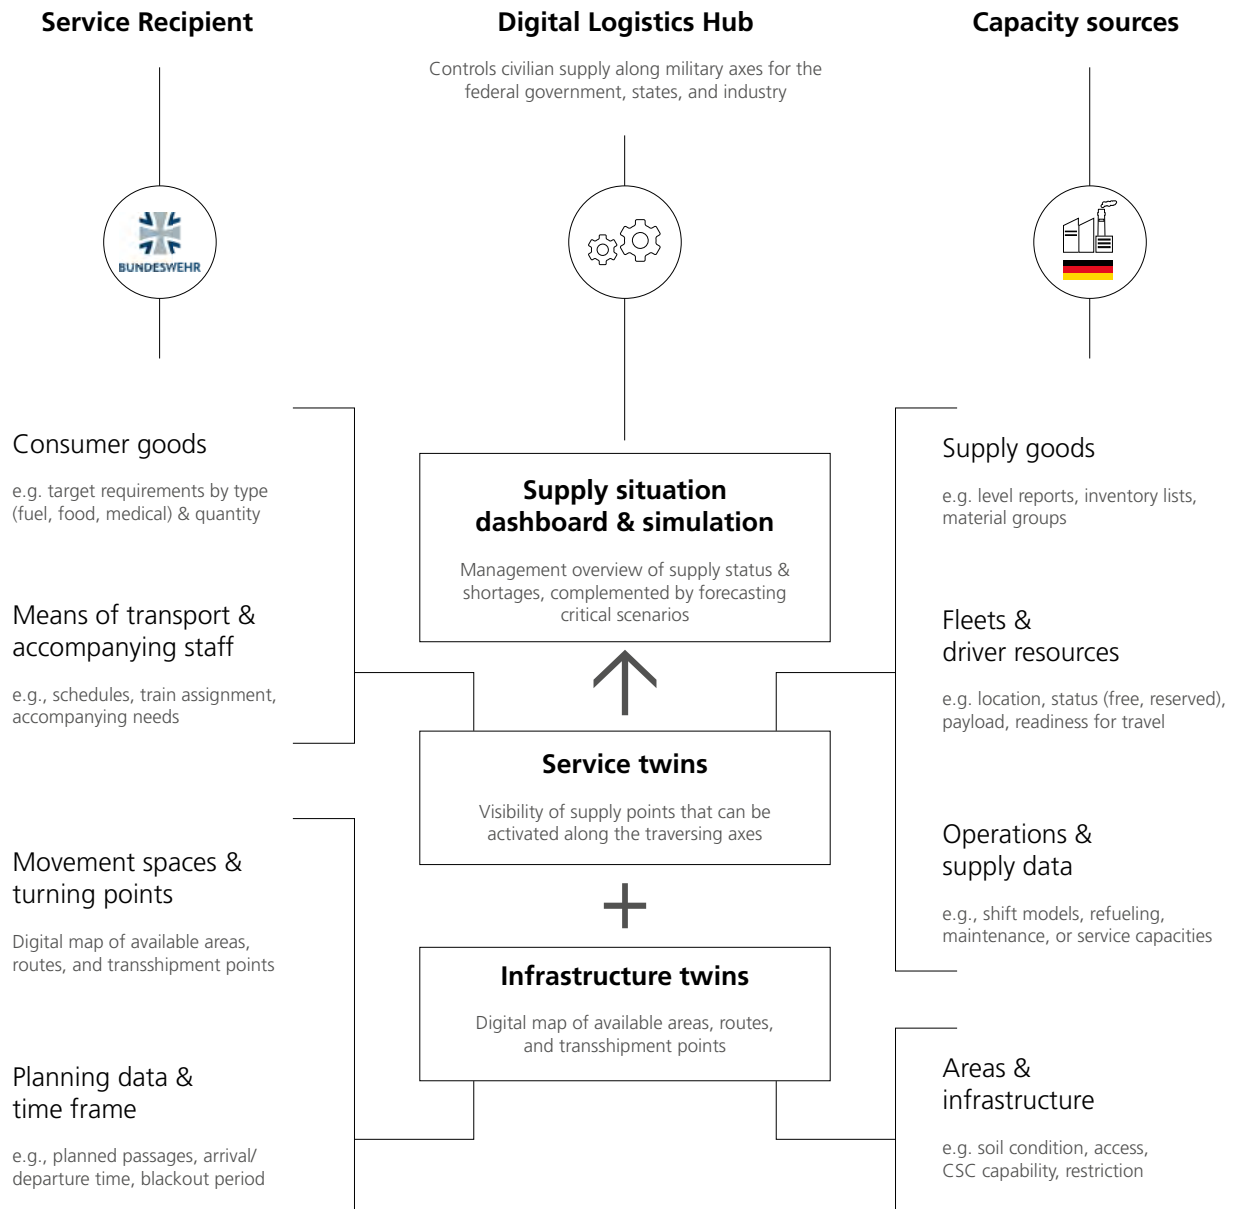 Service Recipient
BUNDESWEHR
Consumer goods
e.g. target requirements by type
(fuel, food, medical) & quantity
Means of transport &
accompanying staff
e.g., schedules, train assignment,
accompanying needs
Movement spaces &
turning points
Digital map of available areas,
routes, and transshipment points
Planning data &
time frame
e.g., planned passages, arrival/
departure time, blackout period
Digital Logistics Hub
Controls civilian supply along military axes for the
federal government, states, and industry
Supply situation
dashboard & simulation
Management overview of supply status &
shortages, complemented by forecasting
critical scenarios
Service twins
Visibility of supply points that can be
activated along the traversing axes
Infrastructure twins
Digital map of available areas, routes,
and transshipment points
Capacity sources
Supply goods
e.g. level reports, inventory lists,
material groups
Fleets &
driver resources
e.g. location, status (free, reserved),
payload, readiness for travel
Operations &
supply data
e.g., shift models, refueling,
maintenance, or service capacities
Areas &
infrastructure
e.g. soil condition, access,
CSC capability, restriction